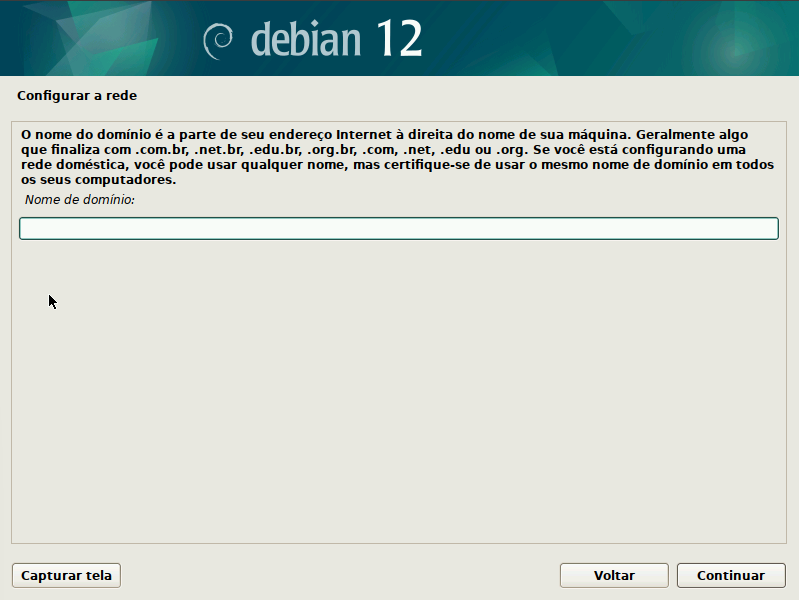 debian 12
Configurar a rede
O nome do domínio é a parte de seu endereço Internet à direita do nome de sua máquina. Geralmente algo
que finaliza com .com.br, .net.br, .edu.br, .org.br, .com, .net, .edu ou .org. Se você está configurando uma
rede doméstica, você pode usar qualquer nome, mas certifique-se de usar o mesmo nome de domínio em todos
os seus computadores.
Nome de domínio:
Capturar tela
Voltar
Continuar